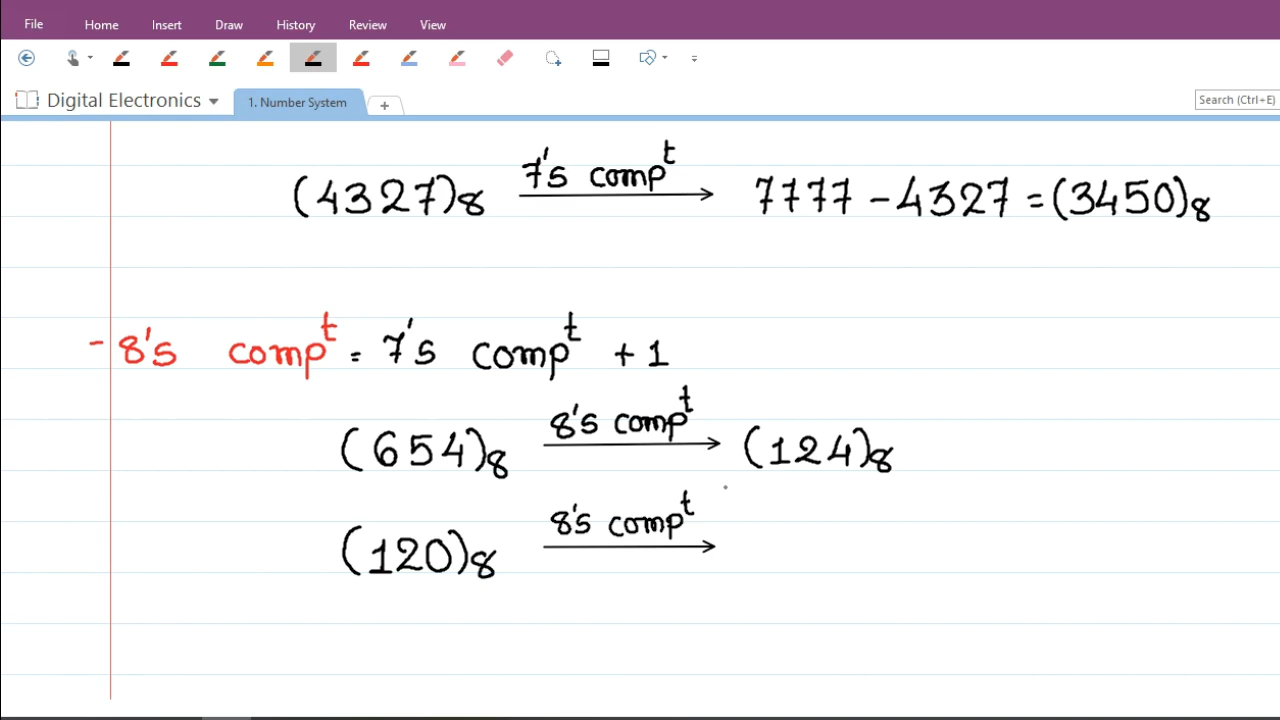 File Home Insert Draw History Review View
Digital Electronics 1. Number System + Search (Ctrl+E)
(4327)8 7's compt → 7777 - 4327 = (3450)8
- 8's compt = 7's compt + 1
(654)8 8's compt → (124)8
(120)8 8's compt →